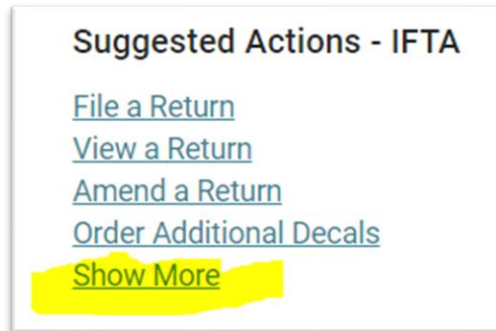 Suggested Actions - IFTA
File a Return
View a Return
Amend a Return
Order Additional Decals
Show More